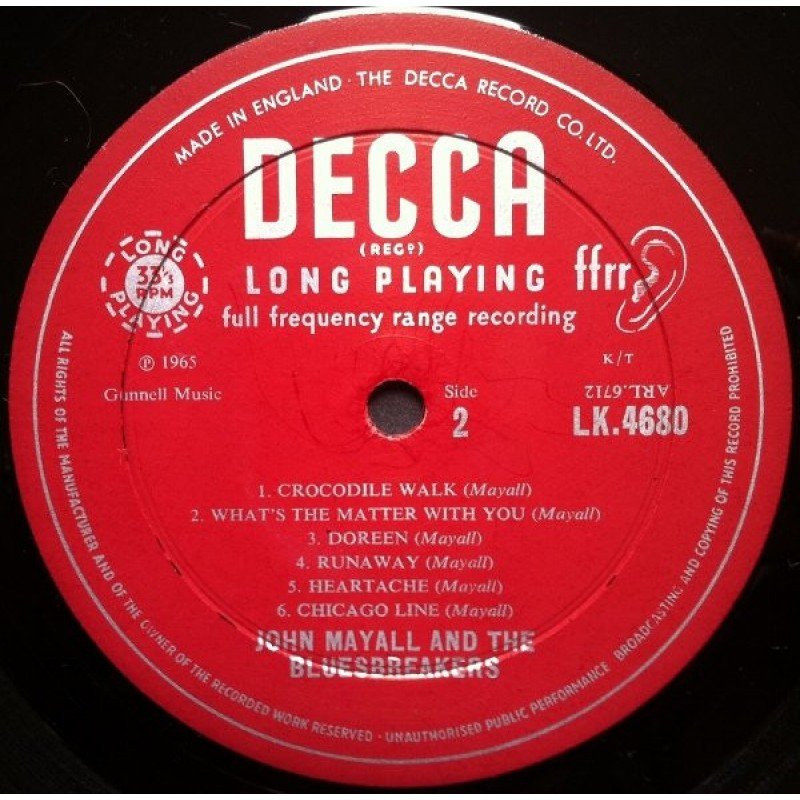 MADE IN ENGLAND · THE DECCA RECORD CO. LTD.
DECCA
(REGD)
LONG PLAYING
33⅓ RPM
LONG PLAYING
ffrr
full frequency range recording
℗ 1965
K/T
Gunnell Music
Side
ARL.6712
2
LK.4680
1. CROCODILE WALK (Mayall)
2. WHAT'S THE MATTER WITH YOU (Mayall)
3. DOREEN (Mayall)
4. RUNAWAY (Mayall)
5. HEARTACHE (Mayall)
6. CHICAGO LINE (Mayall)
JOHN MAYALL AND THE
BLUESBREAKERS
ALL RIGHTS OF THE MANUFACTURER AND OF THE OWNER OF THE RECORDED WORK RESERVED · UNAUTHORISED PUBLIC PERFORMANCE BROADCASTING AND COPYING OF THIS RECORD PROHIBITED